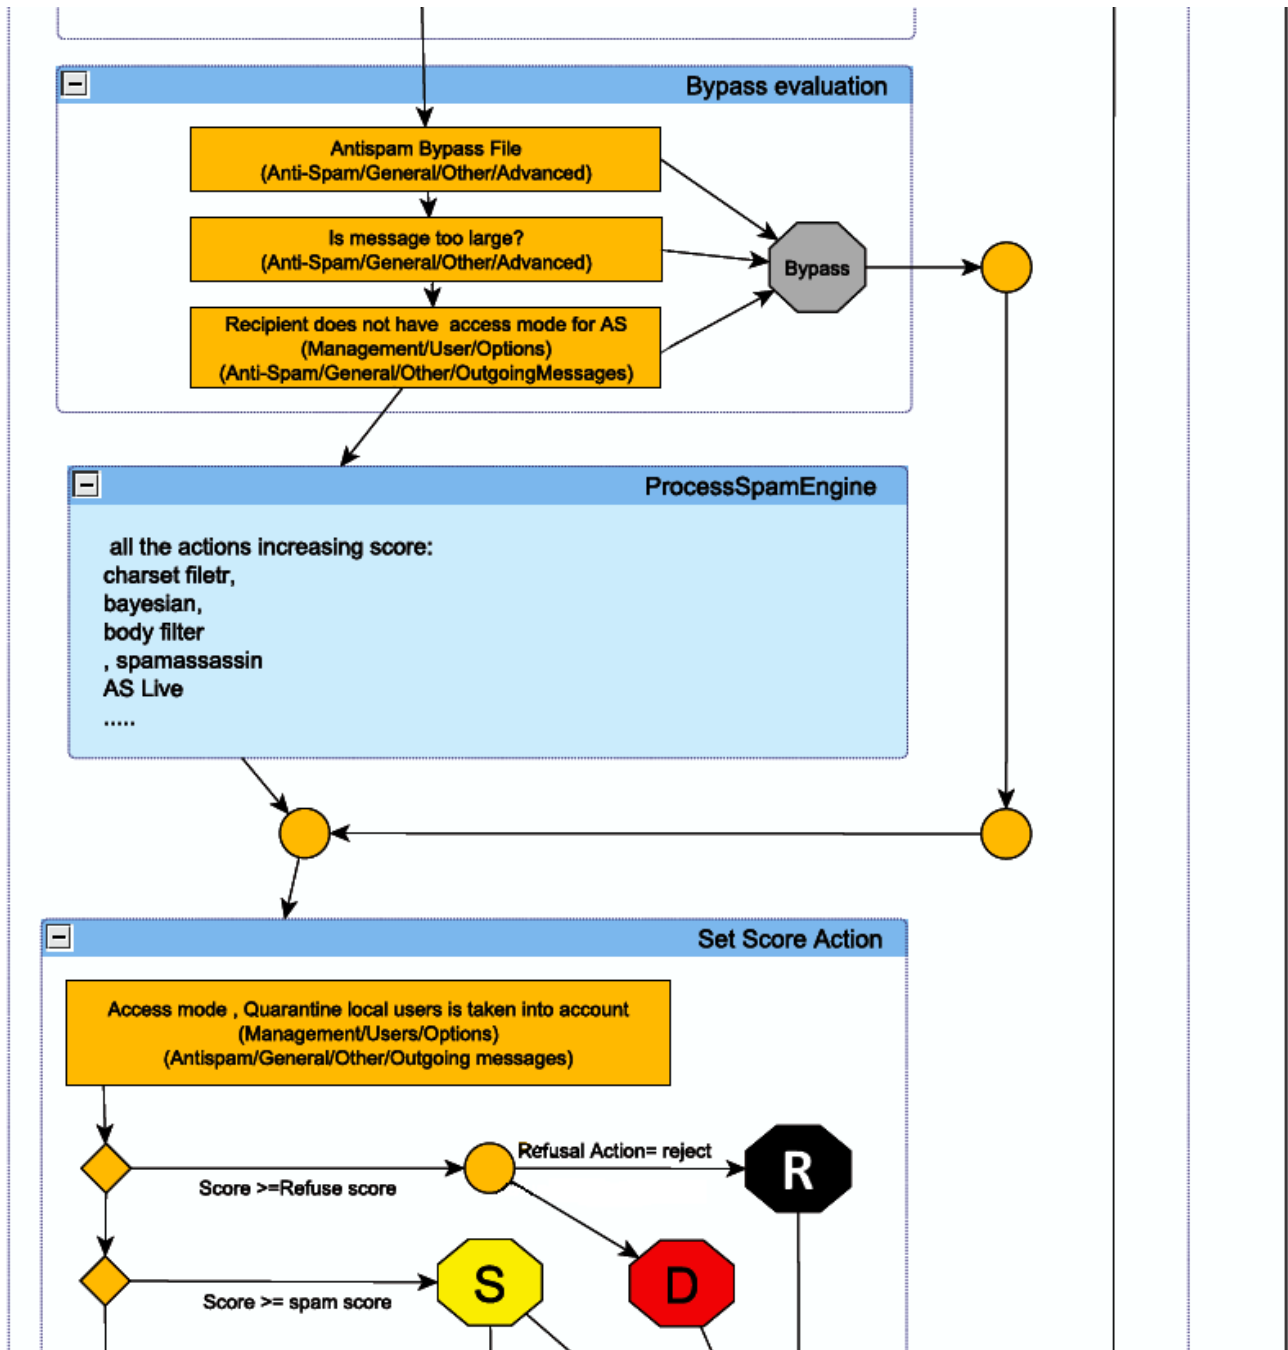 Bypass evaluation
Antispam Bypass File
(Anti-Spam/General/Other/Advanced)
Is message too large?
(Anti-Spam/General/Other/Advanced)
Bypass
Recipient does not have  access mode for AS
(Management/User/Options)
(Anti-Spam/General/Other/OutgoingMessages)
ProcessSpamEngine
all the actions increasing score:
charset filetr,
bayesian,
body filter
, spamassassin
AS Live
.....
Set Score Action
Access mode , Quarantine local users is taken into account
(Management/Users/Options)
(Antispam/General/Other/Outgoing messages)
Refusal Action= reject
R
Score >=Refuse score
S
D
Score >= spam score